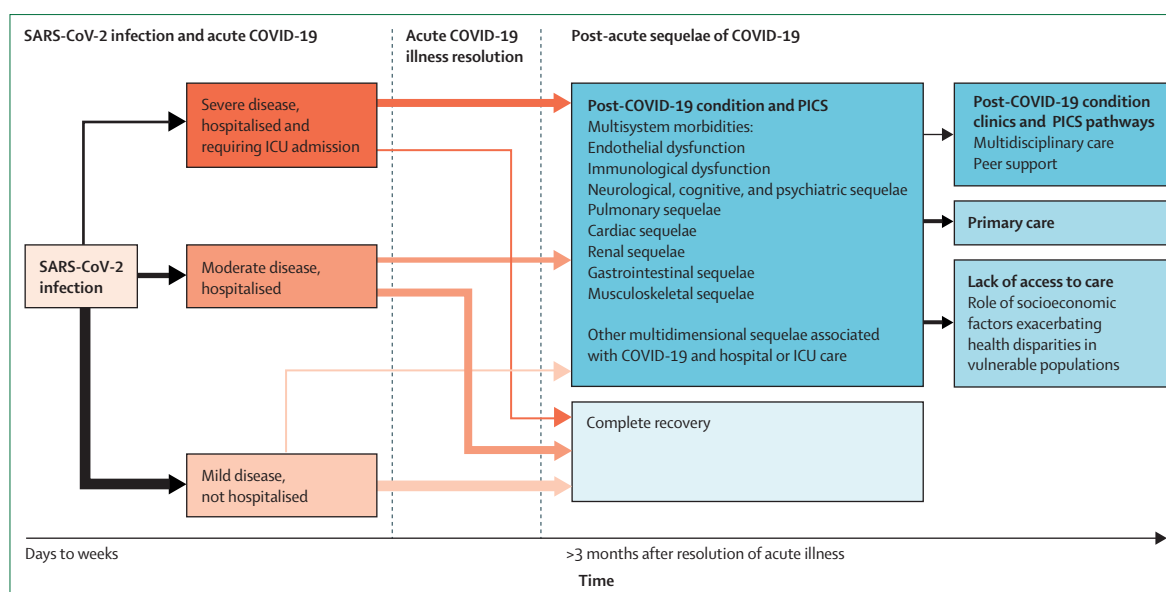 SARS-CoV-2 infection and acute COVID-19
Acute COVID-19
illness resolution
Post-acute sequelae of COVID-19
Severe disease,
hospitalised and
requiring ICU admission
SARS-CoV-2
infection
Moderate disease,
hospitalised
Mild disease,
not hospitalised
Post-COVID-19 condition and PICS
Multisystem morbidities:
Endothelial dysfunction
Immunological dysfunction
Neurological, cognitive, and psychiatric sequelae
Pulmonary sequelae
Cardiac sequelae
Renal sequelae
Gastrointestinal sequelae
Musculoskeletal sequelae
Other multidimensional sequelae associated
with COVID-19 and hospital or ICU care
Complete recovery
Post-COVID-19 condition
clinics and PICS pathways
Multidisciplinary care
Peer support
Primary care
Lack of access to care
Role of socioeconomic
factors exacerbating
health disparities in
vulnerable populations
Days to weeks
>3 months after resolution of acute illness
Time